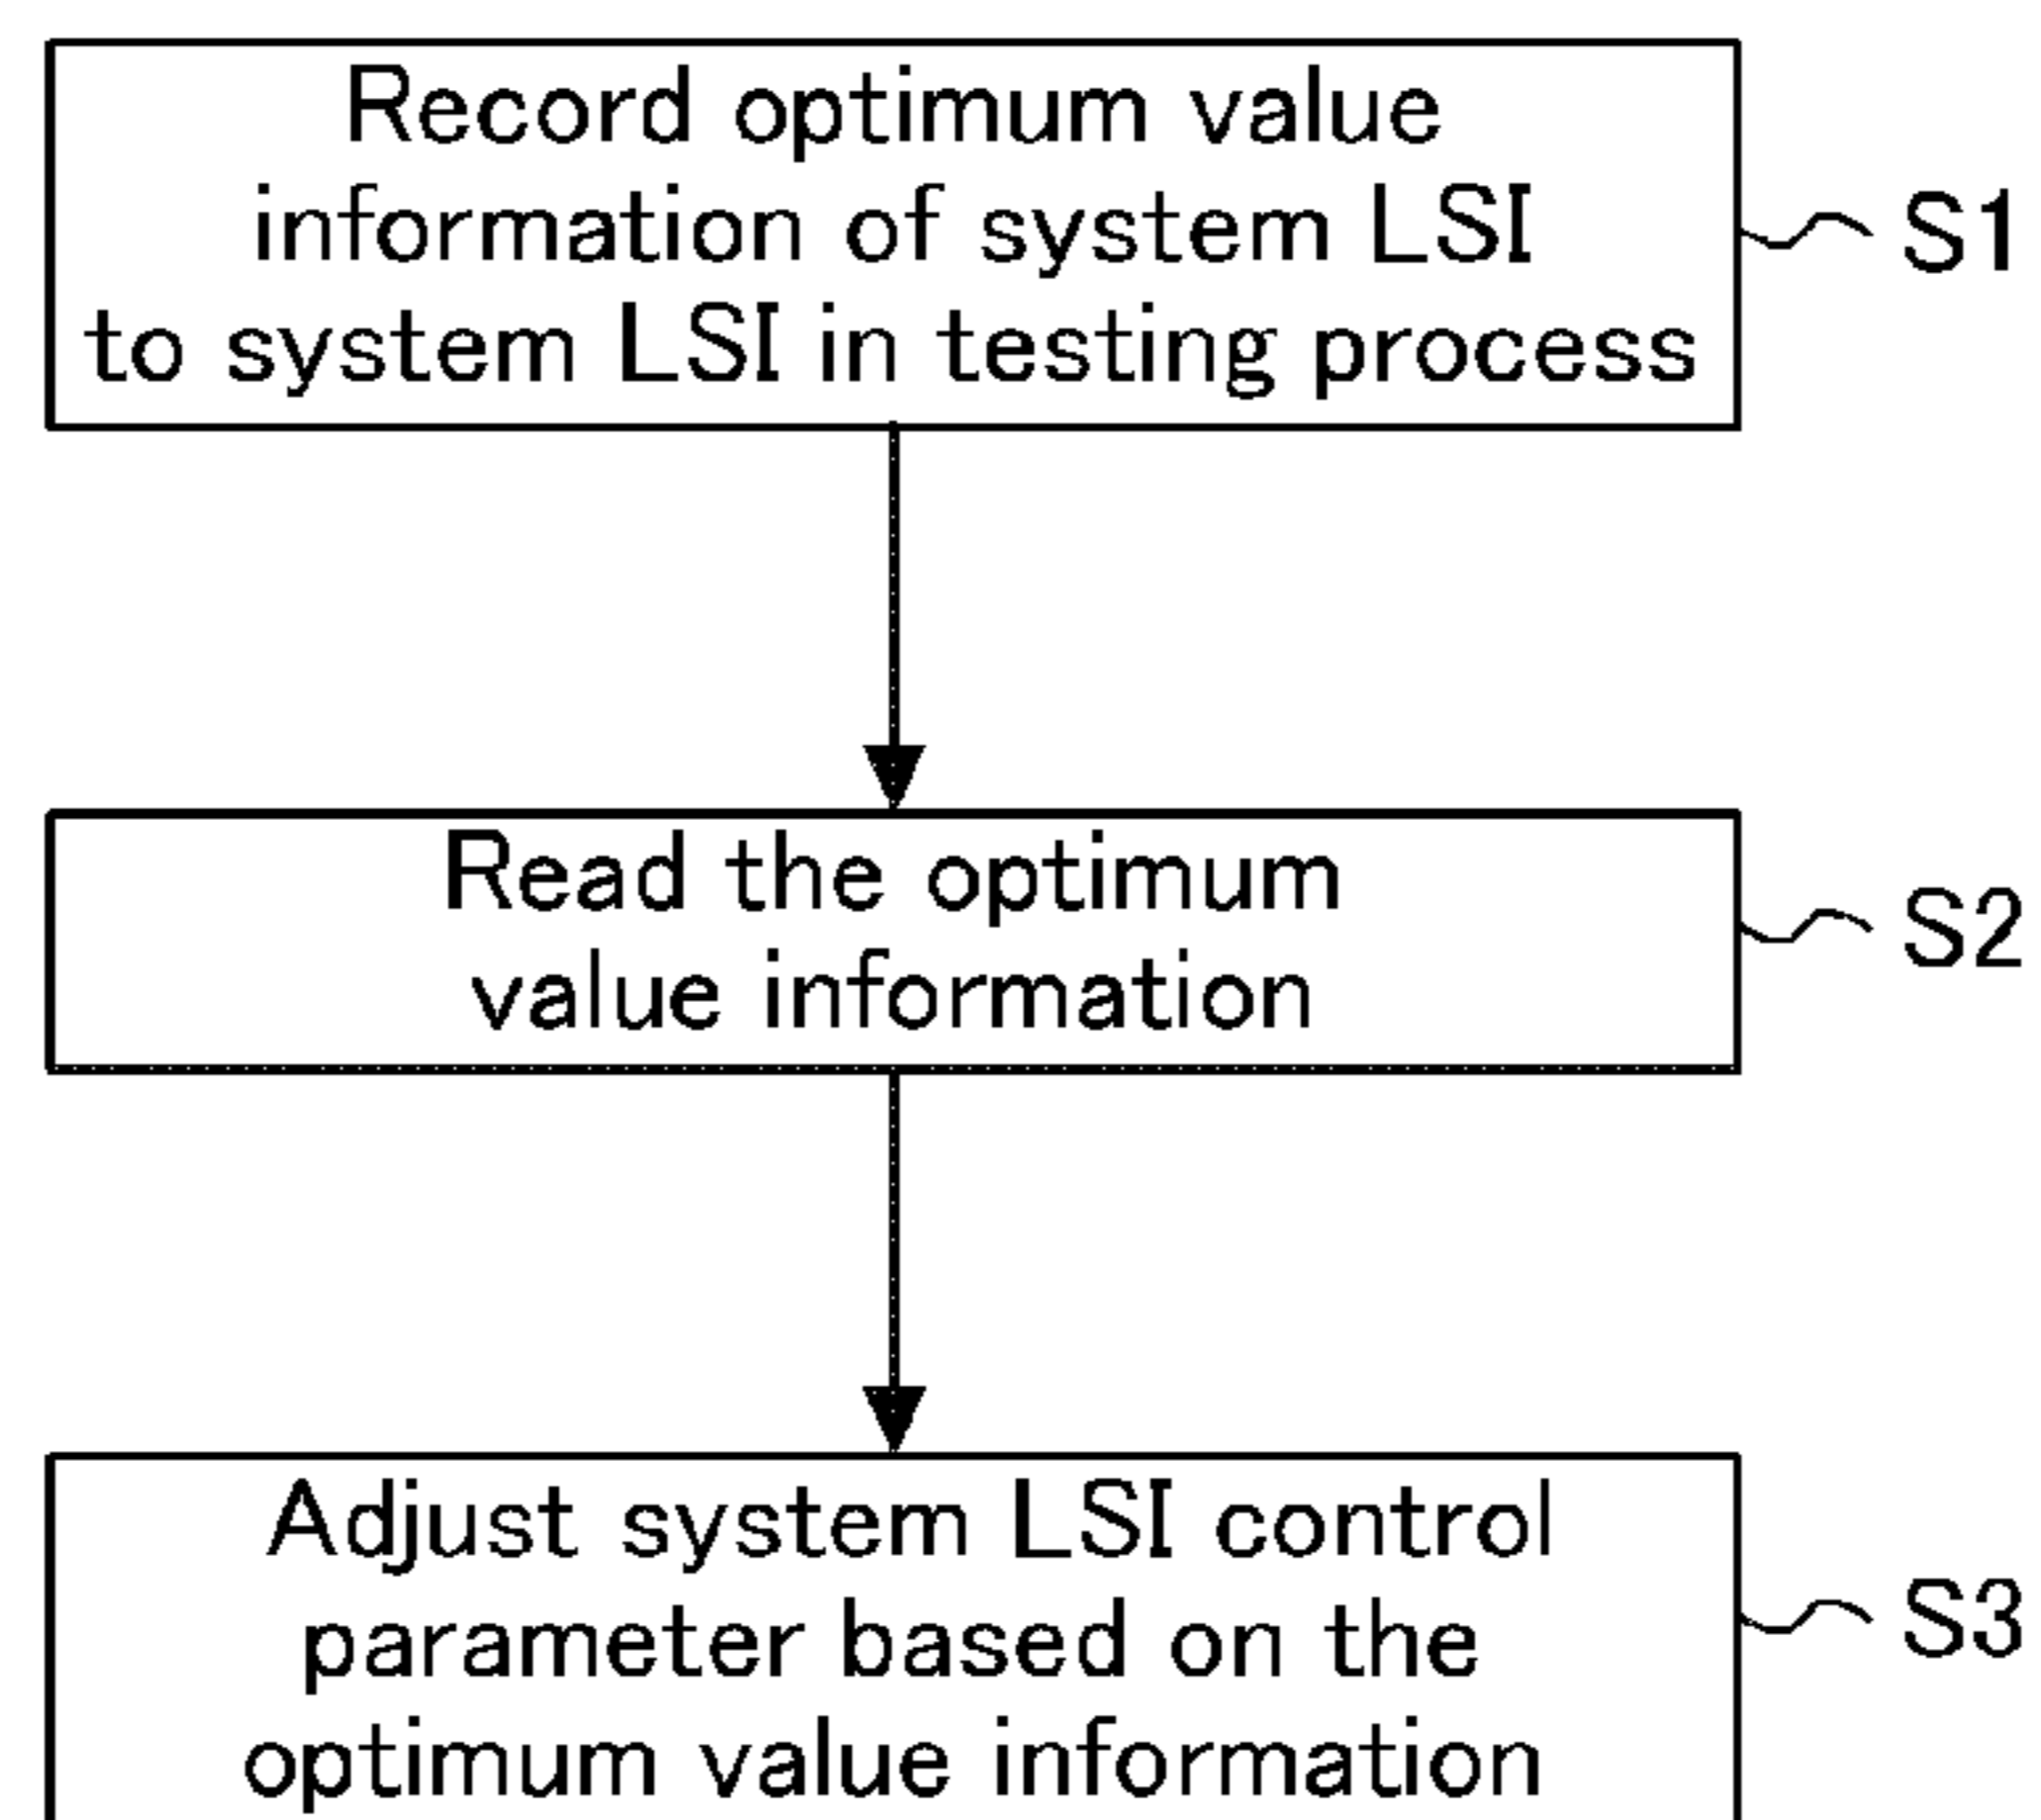 Record optimum value
information of system LSI
to system LSI in testing process
S1
Read the optimum
value information
S2
Adjust system LSI control
parameter based on the
optimum value information
S3